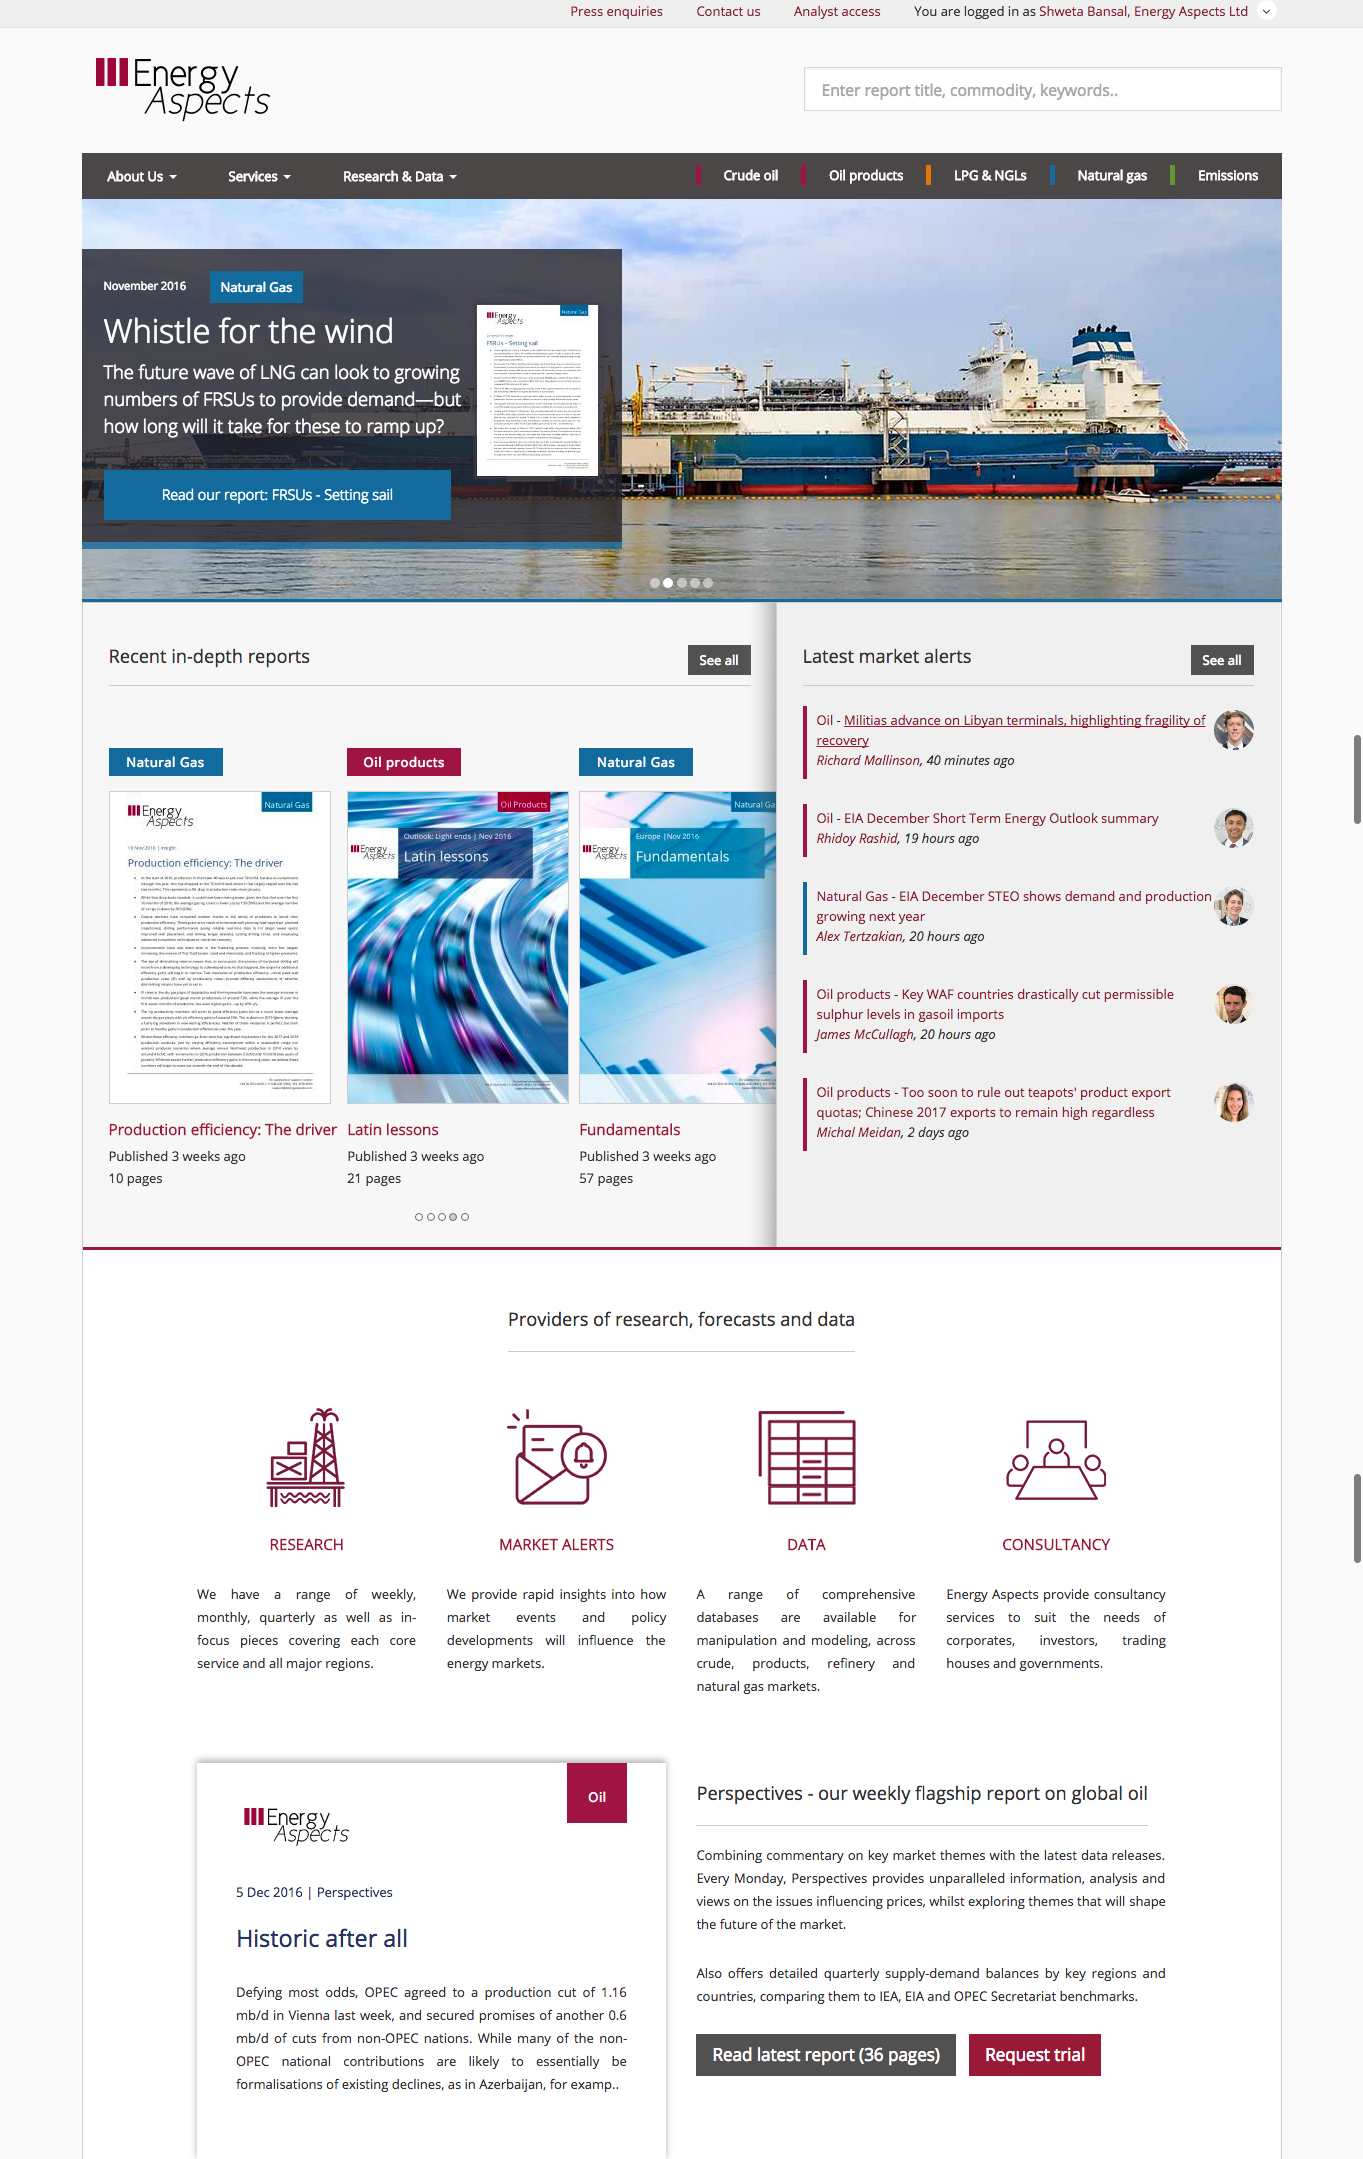 Press enquiries Contact us Analyst access You are logged in as Shweta Bansal, Energy Aspects Ltd
Energy
Aspects
Enter report title, commodity, keywords..
About Us Services Research & Data Crude oil Oil products LPG & NGLs Natural gas Emissions
November 2016 Natural Gas
Whistle for the wind
The future wave of LNG can look to growing
numbers of FRSUs to provide demand—but
how long will it take for these to ramp up?
Read our report: FRSUs - Setting sail
Natural Gas
Energy
Aspects
FSRUs – Setting sail
Recent in-depth reports
See all
Natural Gas
Oil products
Natural Gas
Energy
Aspects
Natural Gas
16 Nov 2016 | Insight
Production efficiency: The driver
Oil Products
Outlook: Light ends | Nov 2016
Energy
Aspects
Latin lessons
Natural Ga
Europe |Nov 2016
Energy
Aspects
Fundamentals
Production efficiency: The driver
Published 3 weeks ago
10 pages
Latin lessons
Published 3 weeks ago
21 pages
Fundamentals
Published 3 weeks ago
57 pages
Latest market alerts
See all
Oil - Militias advance on Libyan terminals, highlighting fragility of
recovery
Richard Mallinson, 40 minutes ago
Oil - EIA December Short Term Energy Outlook summary
Rhidoy Rashid, 19 hours ago
Natural Gas - EIA December STEO shows demand and production
growing next year
Alex Tertzakian, 20 hours ago
Oil products - Key WAF countries drastically cut permissible
sulphur levels in gasoil imports
James McCullagh, 20 hours ago
Oil products - Too soon to rule out teapots' product export
quotas; Chinese 2017 exports to remain high regardless
Michal Meidan, 2 days ago
Providers of research, forecasts and data
RESEARCH
We have a range of weekly,
monthly, quarterly as well as in-
focus pieces covering each core
service and all major regions.
MARKET ALERTS
We provide rapid insights into how
market events and policy
developments will influence the
energy markets.
DATA
A range of comprehensive
databases are available for
manipulation and modeling, across
crude, products, refinery and
natural gas markets.
CONSULTANCY
Energy Aspects provide consultancy
services to suit the needs of
corporates, investors, trading
houses and governments.
Oil
Energy
Aspects
5 Dec 2016 | Perspectives
Historic after all
Defying most odds, OPEC agreed to a production cut of 1.16
mb/d in Vienna last week, and secured promises of another 0.6
mb/d of cuts from non-OPEC nations. While many of the non-
OPEC national contributions are likely to essentially be
formalisations of existing declines, as in Azerbaijan, for examp..
Perspectives - our weekly flagship report on global oil
Combining commentary on key market themes with the latest data releases.
Every Monday, Perspectives provides unparalleled information, analysis and
views on the issues influencing prices, whilst exploring themes that will shape
the future of the market.
Also offers detailed quarterly supply-demand balances by key regions and
countries, comparing them to IEA, EIA and OPEC Secretariat benchmarks.
Read latest report (36 pages)
Request trial